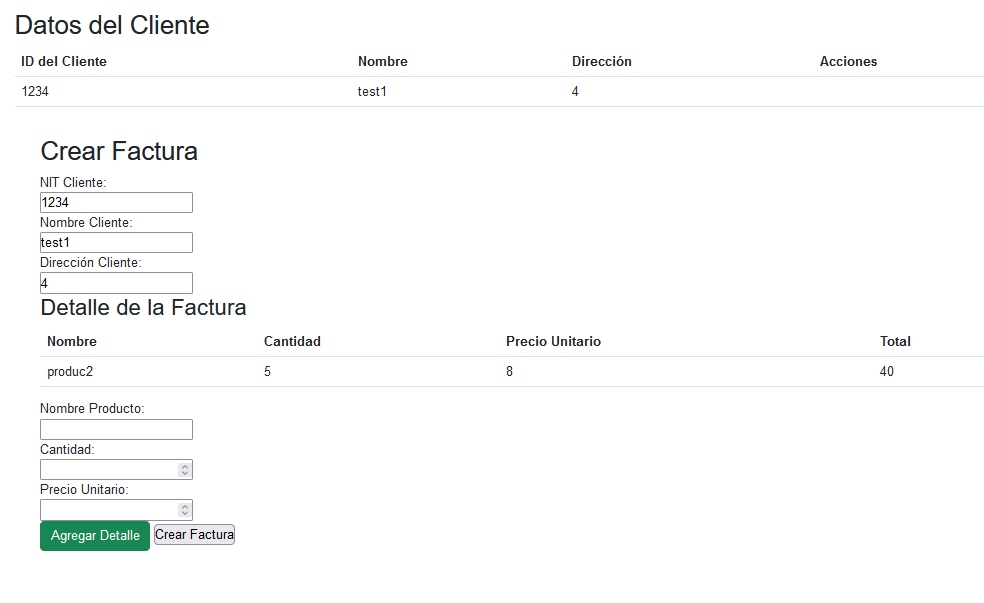 Datos del Cliente
ID del Cliente Nombre Dirección Acciones
1234 test1 4
Crear Factura
NIT Cliente:
1234
Nombre Cliente:
test1
Dirección Cliente:
4
Detalle de la Factura
Nombre Cantidad Precio Unitario Total
produc2 5 8 40
Nombre Producto:
Cantidad:
Precio Unitario:
Agregar Detalle Crear Factura